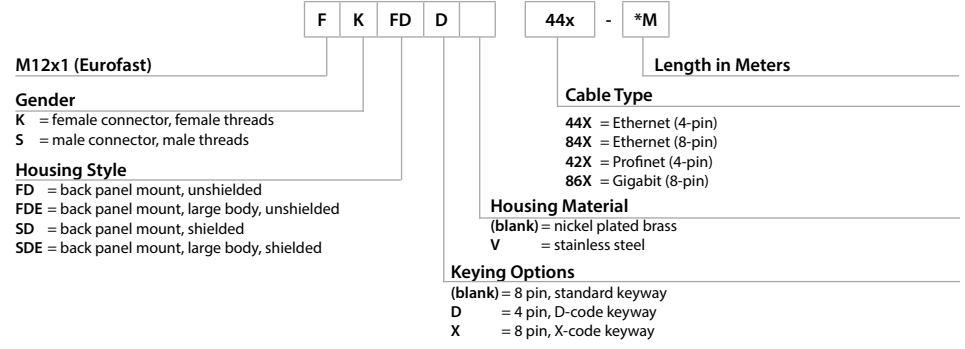 F K FD D 44x - *M
M12x1 (Eurofast)
Length in Meters
Gender
K = female connector, female threads
S = male connector, male threads
Cable Type
44X = Ethernet (4-pin)
84X = Ethernet (8-pin)
42X = Profinet (4-pin)
86X = Gigabit (8-pin)
Housing Style
FD = back panel mount, unshielded
FDE = back panel mount, large body, unshielded
SD = back panel mount, shielded
SDE = back panel mount, large body, shielded
Housing Material
(blank) = nickel plated brass
V = stainless steel
Keying Options
(blank) = 8 pin, standard keyway
D = 4 pin, D-code keyway
X = 8 pin, X-code keyway